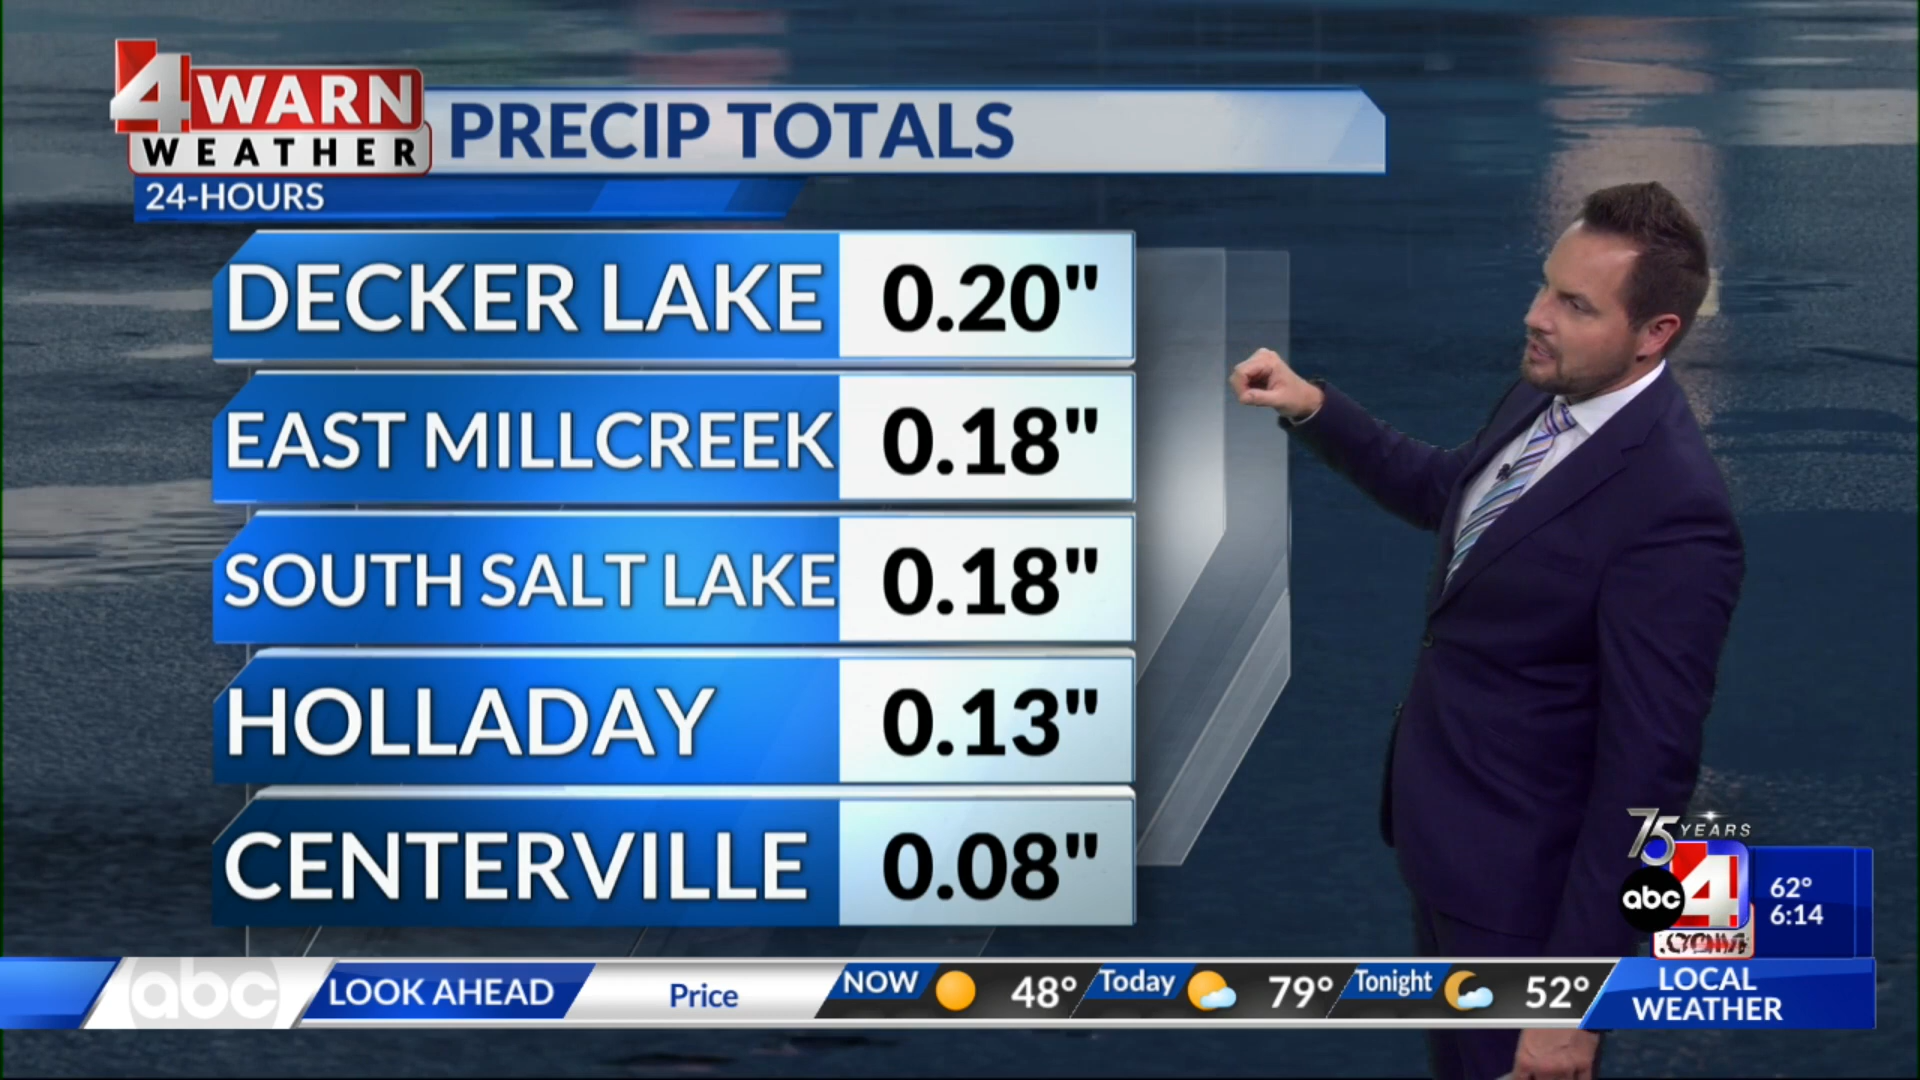 4 WARN
WEATHER
PRECIP TOTALS
24-HOURS
DECKER LAKE 0.20"
EAST MILLCREEK 0.18"
SOUTH SALT LAKE 0.18"
HOLLADAY 0.13"
CENTERVILLE 0.08"
75 YEARS
abc 4
62°
6:14
abc
LOOK AHEAD
Price
NOW 48°
Today 79°
Tonight 52°
LOCAL
WEATHER